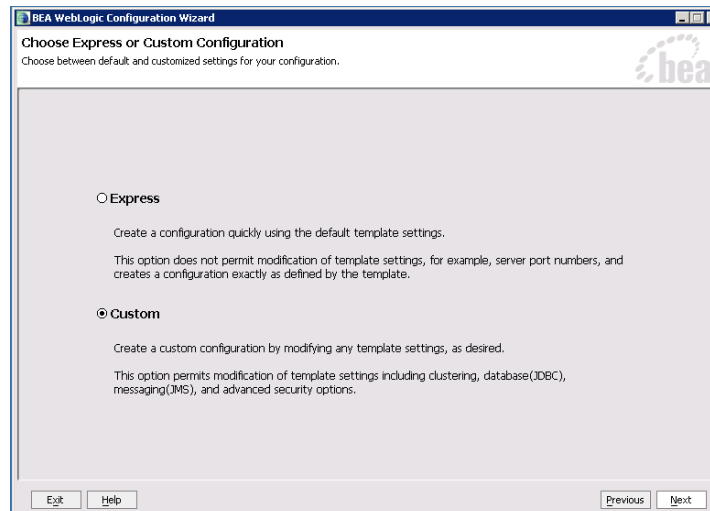 BEA WebLogic Configuration Wizard
Choose Express or Custom Configuration
Choose between default and customized settings for your configuration.
bea
Express
Create a configuration quickly using the default template settings.
This option does not permit modification of template settings, for example, server port numbers, and
creates a configuration exactly as defined by the template.
Custom
Create a custom configuration by modifying any template settings, as desired.
This option permits modification of template settings including clustering, database(JDBC),
messaging(JMS), and advanced security options.
Exit Help Previous Next